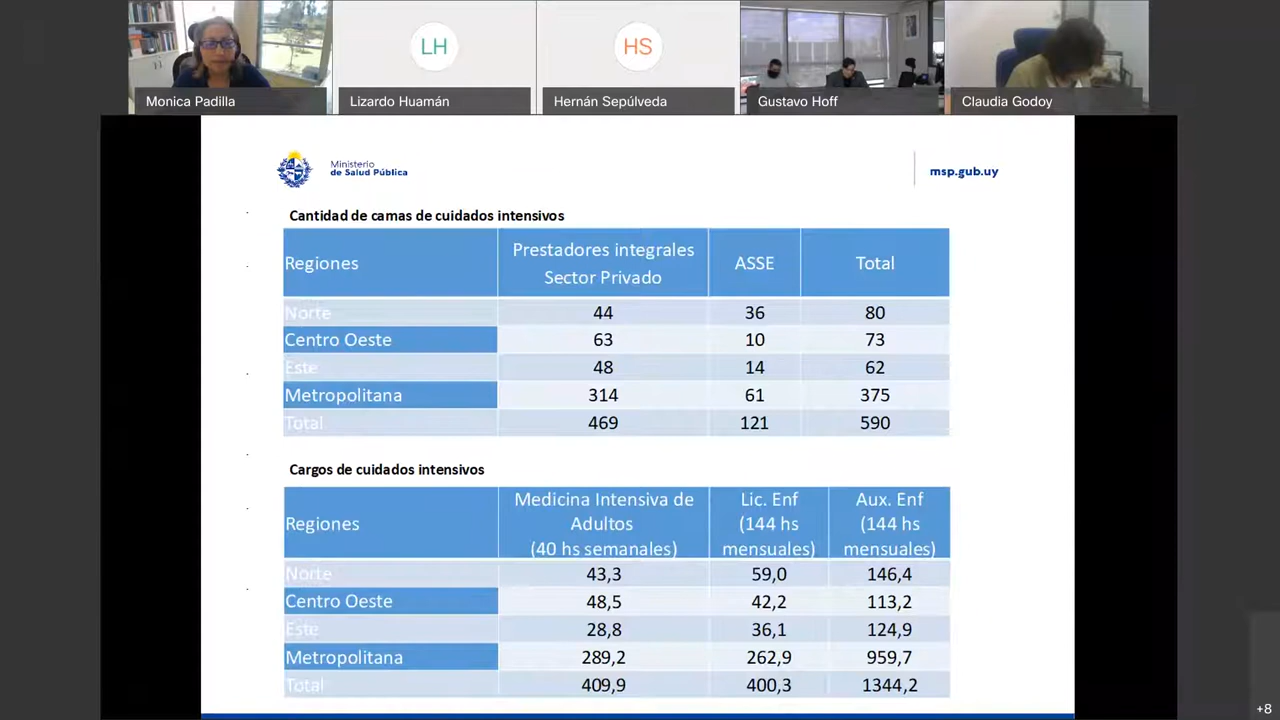 LH
HS
Monica Padilla
Lizardo Huamán
Hernán Sepúlveda
Gustavo Hoff
Claudia Godoy
Ministerio
de Salud Pública
msp.gub.uy
Cantidad de camas de cuidados intensivos
Regiones Prestadores integrales Sector Privado ASSE Total
Norte 44 36 80
Centro Oeste 63 10 73
Este 48 14 62
Metropolitana 314 61 375
Total 469 121 590
Cargos de cuidados intensivos
Regiones Medicina Intensiva de Adultos (40 hs semanales) Lic. Enf (144 hs mensuales) Aux. Enf (144 hs mensuales)
Norte 43,3 59,0 146,4
Centro Oeste 48,5 42,2 113,2
Este 28,8 36,1 124,9
Metropolitana 289,2 262,9 959,7
Total 409,9 400,3 1344,2
+8